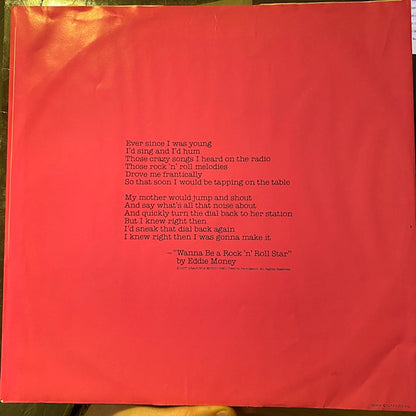 Ever since I was young
I'd sing and I'd hum
Those crazy songs I heard on the radio
Those rock 'n' roll melodies
Drove me frantically
So that soon I would be tapping on the table
My mother would jump and shout
And say what's all that noise about
And quickly turn the dial back to her station
But I knew right then
I'd sneak that dial back again
I knew right then I was gonna make it
—"Wanna Be a Rock 'n' Roll Star"
by Eddie Money
All Rights Reserved.